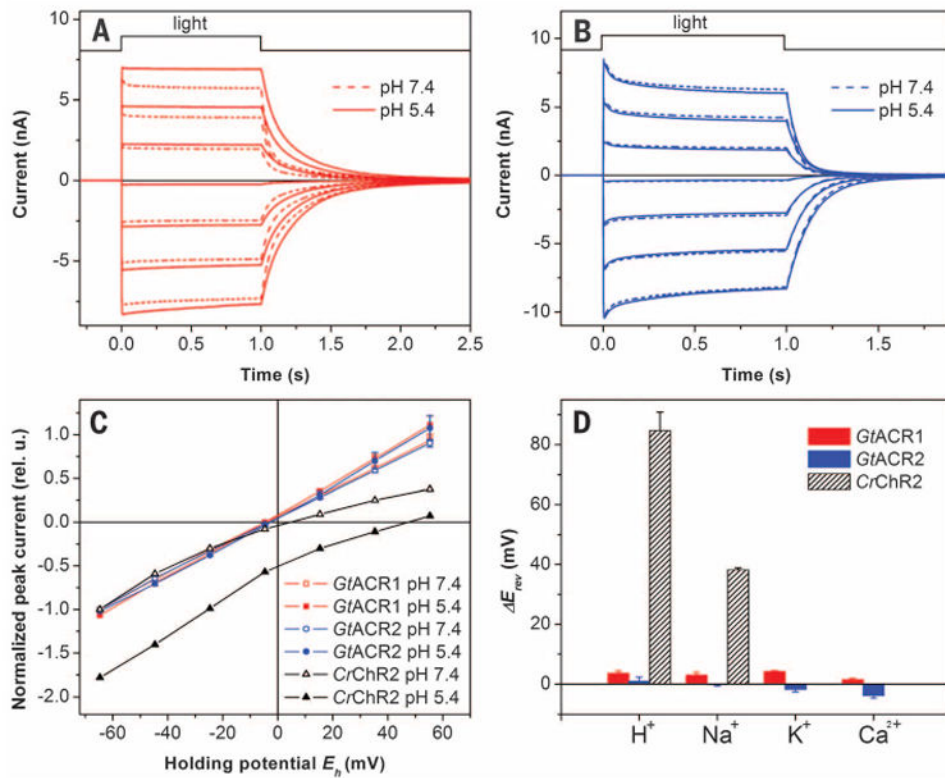 A
light
pH 7.4
pH 5.4
Current (nA)
10
5
0
-5
0.0 0.5 1.0 1.5 2.0 2.5
Time (s)
B
light
pH 7.4
pH 5.4
Current (nA)
10
5
0
-5
-10
0.0 0.5 1.0 1.5
Time (s)
C
Normalized peak current (rel. u.)
1.0
0.5
0.0
-0.5
-1.0
-1.5
-2.0
GtACR1 pH 7.4
GtACR1 pH 5.4
GtACR2 pH 7.4
GtACR2 pH 5.4
CrChR2 pH 7.4
CrChR2 pH 5.4
-60 -40 -20 0 20 40 60
Holding potential Eh (mV)
D
GtACR1
GtACR2
CrChR2
ΔErev (mV)
80
60
40
20
0
H+ Na+ K+ Ca2+